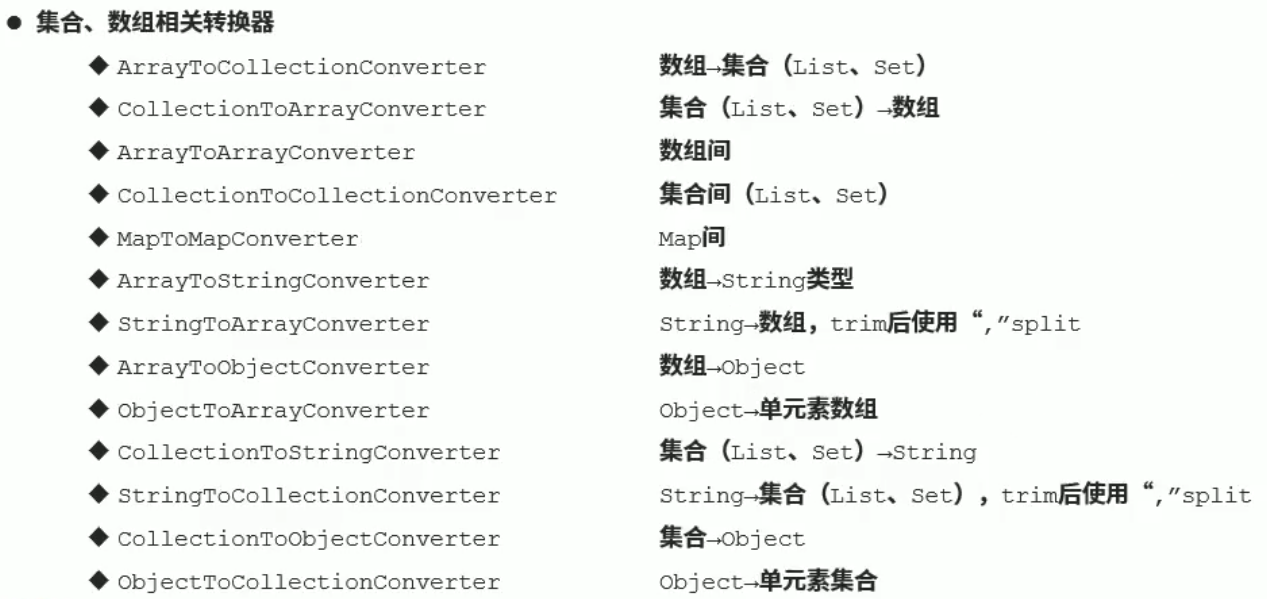 ● 集合、数组相关转换器
◆ ArrayToCollectionConverter 数组→集合（List、Set）
◆ CollectionToArrayConverter 集合（List、Set）→数组
◆ ArrayToArrayConverter 数组间
◆ CollectionToCollectionConverter 集合间（List、Set）
◆ MapToMapConverter Map间
◆ ArrayToStringConverter 数组→String类型
◆ StringToArrayConverter String→数组，trim后使用“,”split
◆ ArrayToObjectConverter 数组→Object
◆ ObjectToArrayConverter Object→单元素数组
◆ CollectionToStringConverter 集合（List、Set）→String
◆ StringToCollectionConverter String→集合（List、Set），trim后使用“,”split
◆ CollectionToObjectConverter 集合→Object
◆ ObjectToCollectionConverter Object→单元素集合